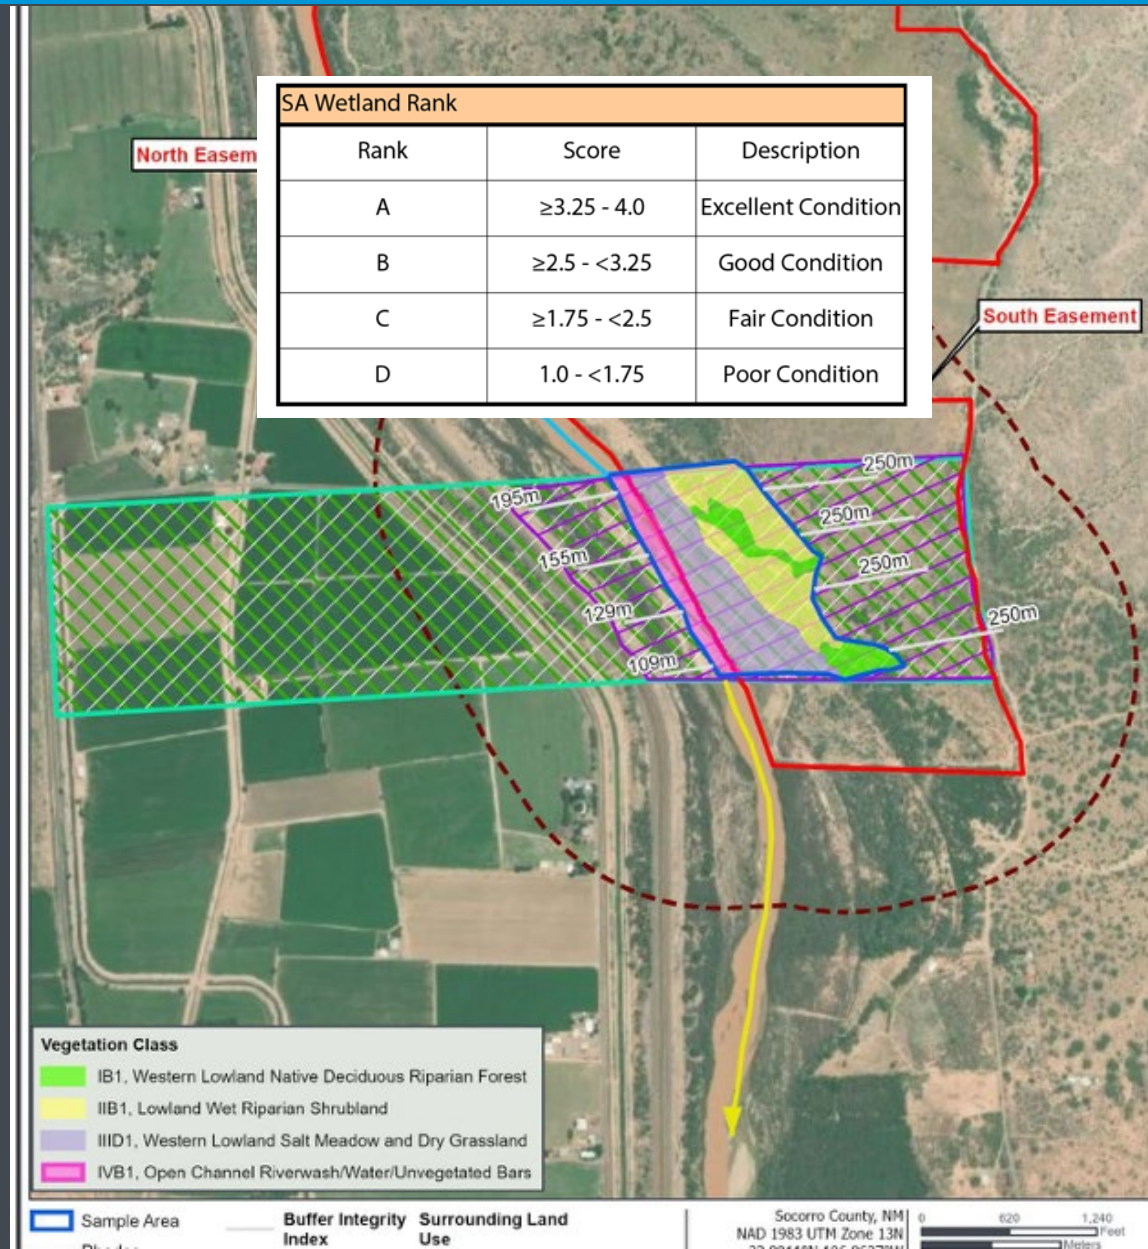 SA Wetland Rank
Rank Score Description
A ≥3.25 - 4.0 Excellent Condition
B ≥2.5 - <3.25 Good Condition
C ≥1.75 - <2.5 Fair Condition
D 1.0 - <1.75 Poor Condition
North Easem
South Easement
250m
195m
250m
155m
250m
129m
250m
109m
Vegetation Class
IB1, Western Lowland Native Deciduous Riparian Forest
IIB1, Lowland Wet Riparian Shrubland
IIID1, Western Lowland Salt Meadow and Dry Grassland
IVB1, Open Channel Riverwash/Water/Unvegetated Bars
Sample Area
Buffer Integrity
Index
Surrounding Land
Use
Socorro County, NM
NAD 1983 UTM Zone 13N
0 620 1,240
Feet
Meters